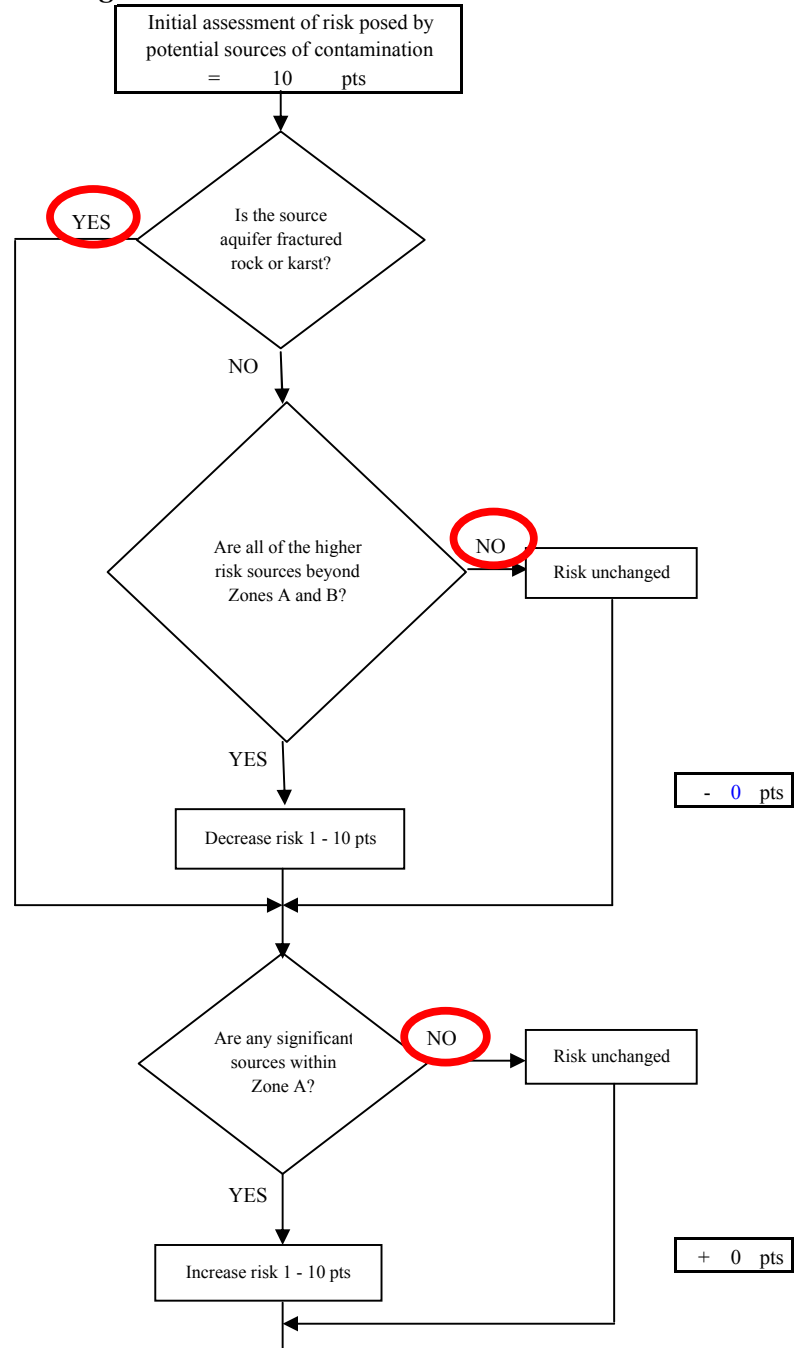 Initial assessment of risk posed by
potential sources of contamination
= 10 pts
YES
Is the source
aquifer fractured
rock or karst?
NO
Are all of the higher
risk sources beyond
Zones A and B?
NO
Risk unchanged
YES
- 0 pts
Decrease risk 1 - 10 pts
Are any significant
sources within
Zone A?
NO
Risk unchanged
YES
+ 0 pts
Increase risk 1 - 10 pts